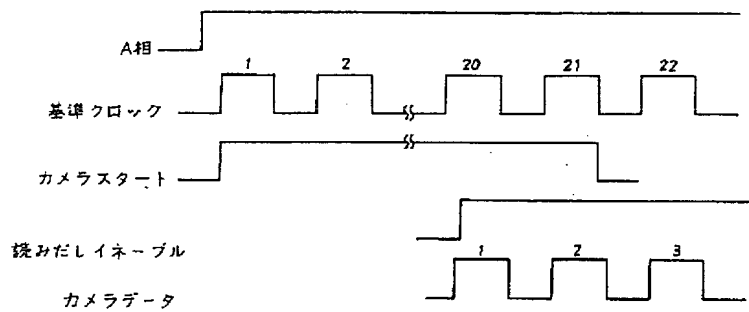 A相
1 2 20 21 22
基準クロック
カメラスタート
読みだしイネーブル
1 2 3
カメラデータ